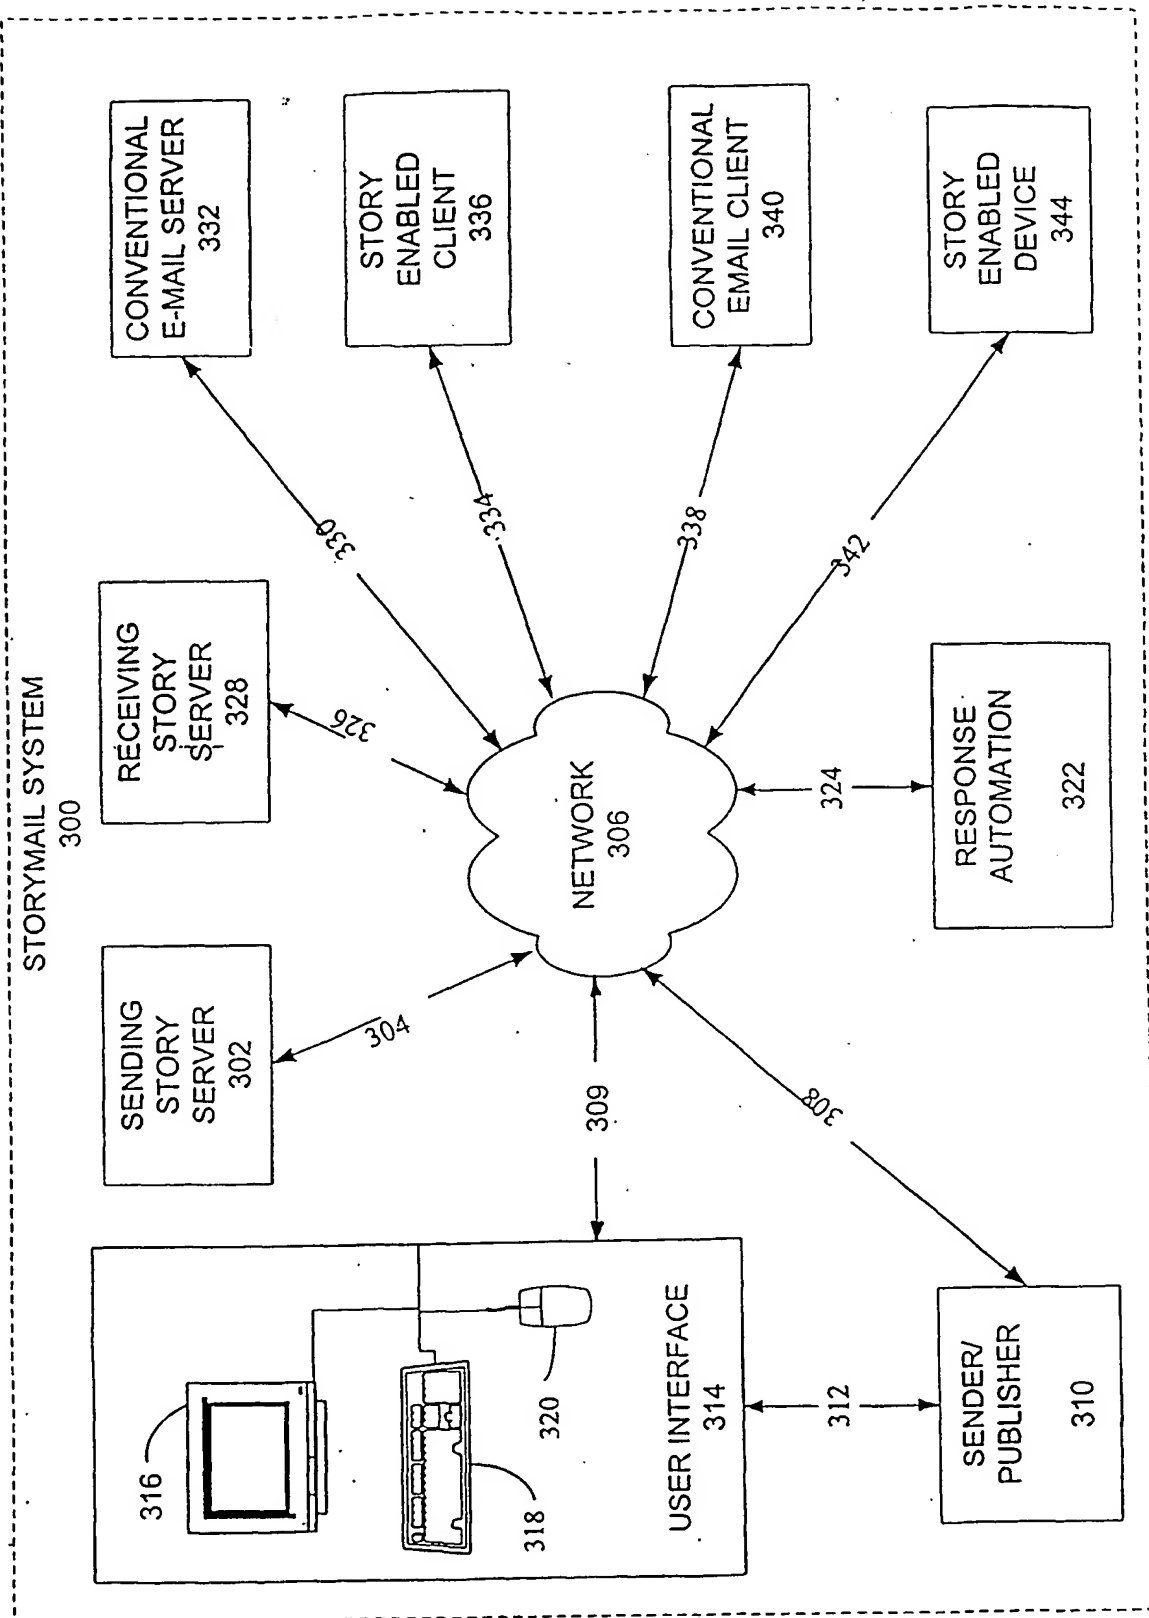 STORYMAIL SYSTEM
300
SENDING
STORY
SERVER
302
RECEIVING
STORY
SERVER
328
CONVENTIONAL
E-MAIL SERVER
332
STORY
ENABLED
CLIENT
336
CONVENTIONAL
EMAIL CLIENT
340
STORY
ENABLED
DEVICE
344
304
326
330
334
338
342
NETWORK
306
309
308
324
316
318
320
USER INTERFACE
314
312
SENDER/
PUBLISHER
310
RESPONSE
AUTOMATION
322